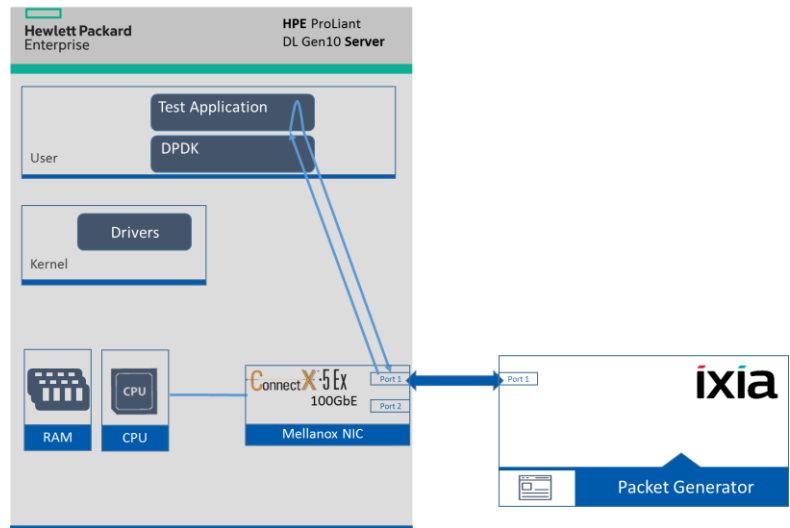 Hewlett Packard
Enterprise
HPE ProLiant
DL Gen10 Server
Test Application
DPDK
User
Drivers
Kernel
CPU
RAM
CPU
ConnectX·5 EX
100GbE
Port 1
Port 2
Mellanox NIC
Port 1
ixia
Packet Generator